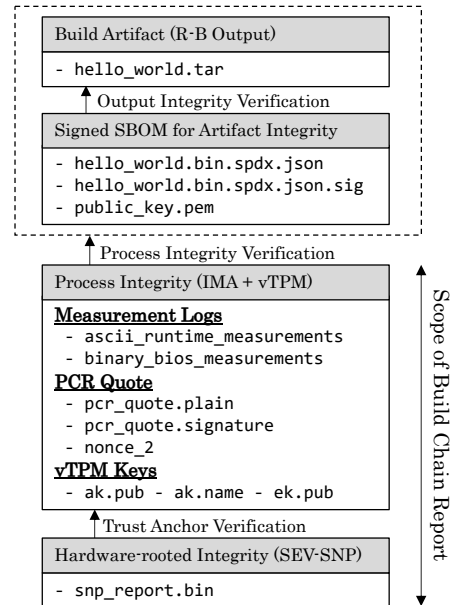 Build Artifact (R-B Output)
- hello_world.tar
Output Integrity Verification
Signed SBOM for Artifact Integrity
- hello_world.bin.spdx.json
- hello_world.bin.spdx.json.sig
- public_key.pem
Process Integrity Verification
Process Integrity (IMA + vTPM)
Measurement Logs
- ascii_runtime_measurements
- binary_bios_measurements
PCR Quote
- pcr_quote.plain
- pcr_quote.signature
- nonce_2
vTPM Keys
- ak.pub - ak.name - ek.pub
Trust Anchor Verification
Hardware-rooted Integrity (SEV-SNP)
- snp_report.bin
Scope of Build Chain Report